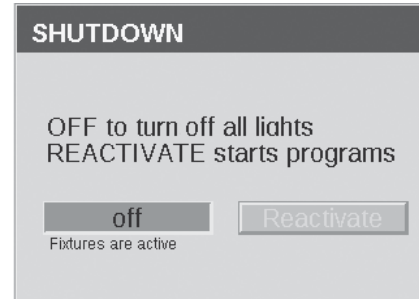 SHUTDOWN
OFF to turn off all lights
REACTIVATE starts programs
off Reactivate
Fixtures are active